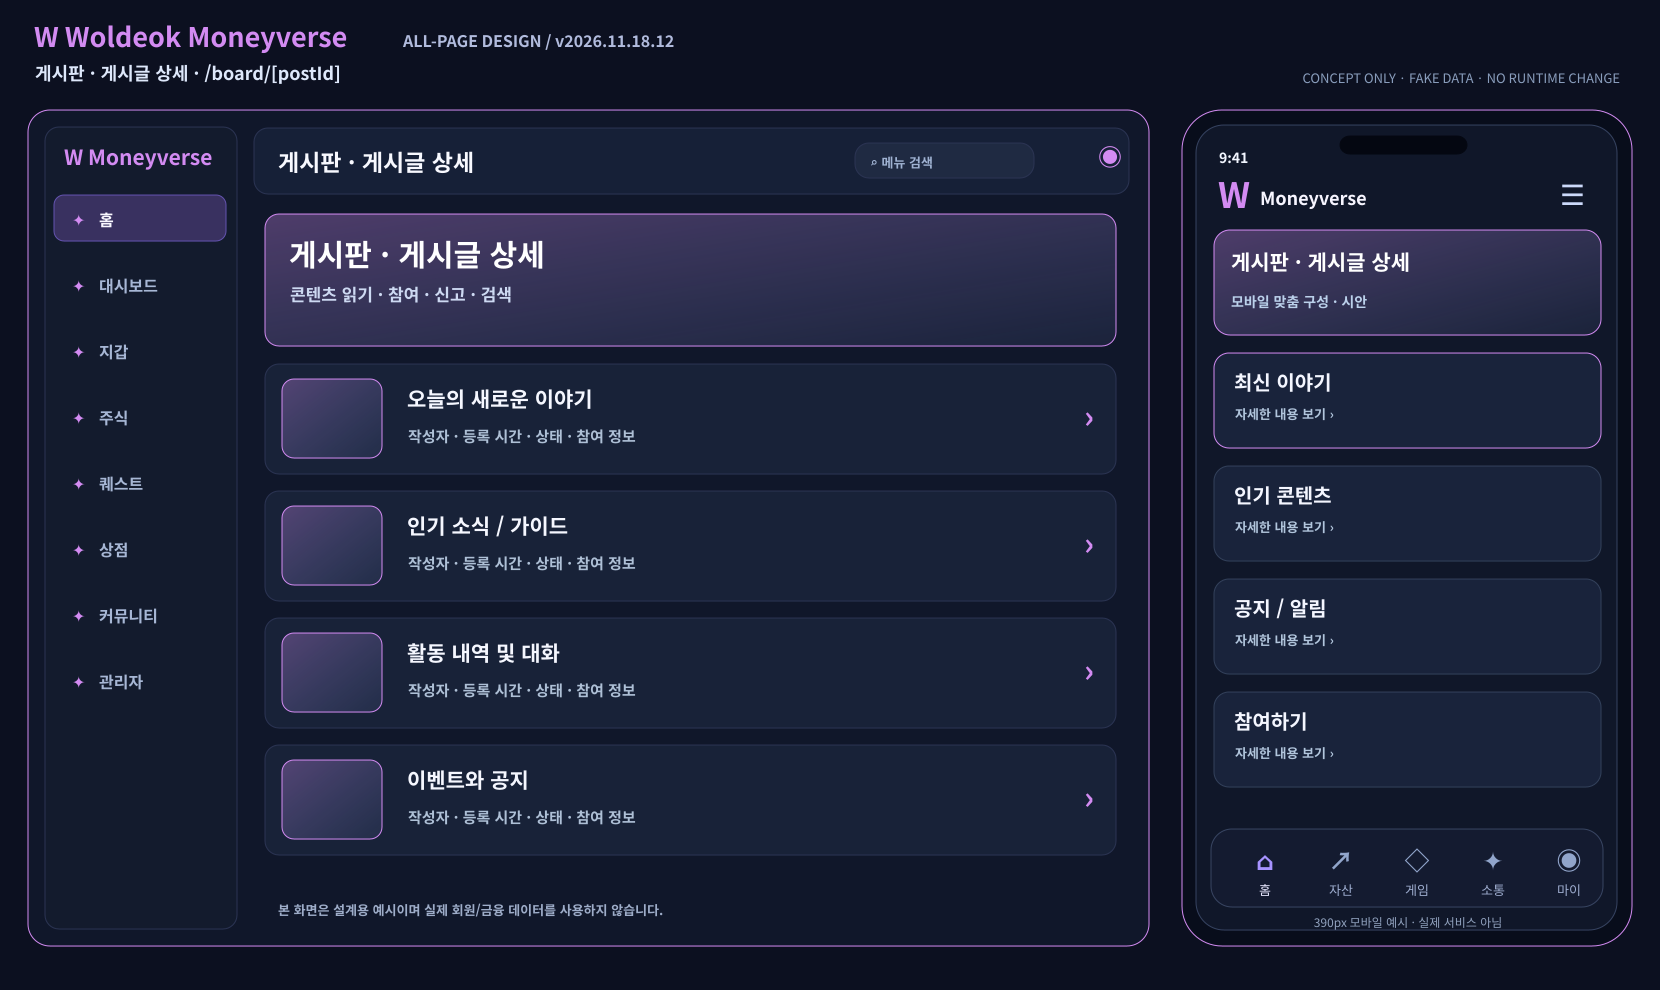 W Woldeok Moneyverse
ALL-PAGE DESIGN / v2026.11.18.12
게시판 · 게시글 상세 · /board/[postId]
CONCEPT ONLY · FAKE DATA · NO RUNTIME CHANGE
W Moneyverse
홈
대시보드
지갑
주식
퀘스트
상점
커뮤니티
관리자
게시판 · 게시글 상세
메뉴 검색
게시판 · 게시글 상세
콘텐츠 읽기 · 참여 · 신고 · 검색
오늘의 새로운 이야기
작성자 · 등록 시간 · 상태 · 참여 정보
인기 소식 / 가이드
작성자 · 등록 시간 · 상태 · 참여 정보
활동 내역 및 대화
작성자 · 등록 시간 · 상태 · 참여 정보
이벤트와 공지
작성자 · 등록 시간 · 상태 · 참여 정보
본 화면은 설계용 예시이며 실제 회원/금융 데이터를 사용하지 않습니다.
9:41
W Moneyverse
게시판 · 게시글 상세
모바일 맞춤 구성 · 시안
최신 이야기
자세한 내용 보기 ›
인기 콘텐츠
자세한 내용 보기 ›
공지 / 알림
자세한 내용 보기 ›
참여하기
자세한 내용 보기 ›
홈 자산 게임 소통 마이
390px 모바일 예시 · 실제 서비스 아님